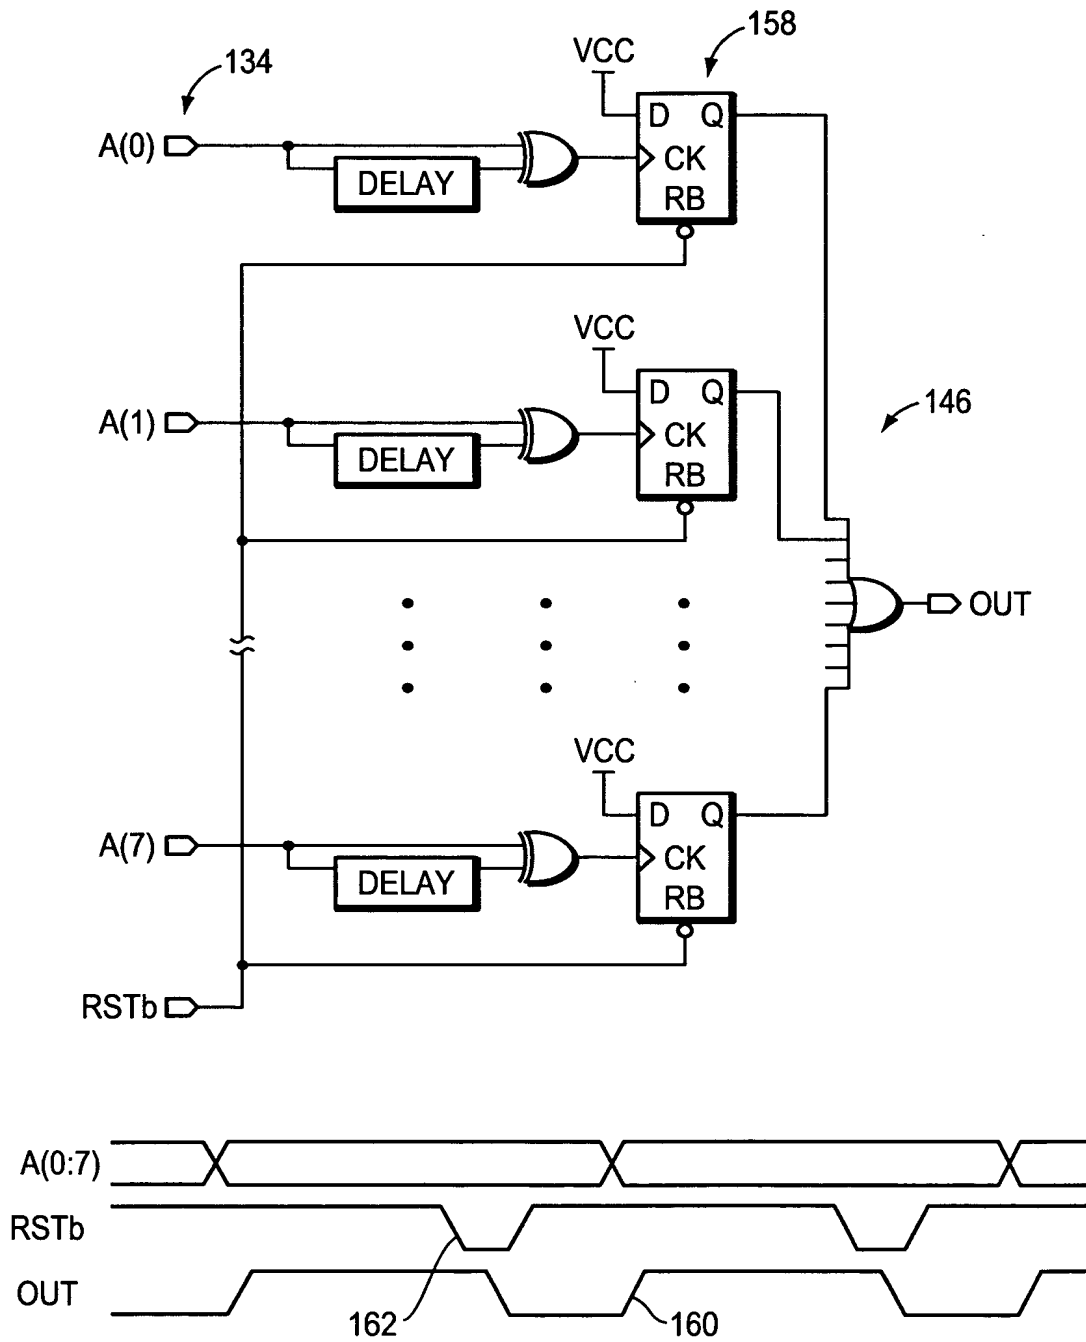 134
158
VCC
A(0)
DELAY
D Q
CK
RB
VCC
146
A(1)
DELAY
D Q
CK
RB
OUT
VCC
A(7)
DELAY
D Q
CK
RB
RSTb
A(0:7)
RSTb
OUT
162
160